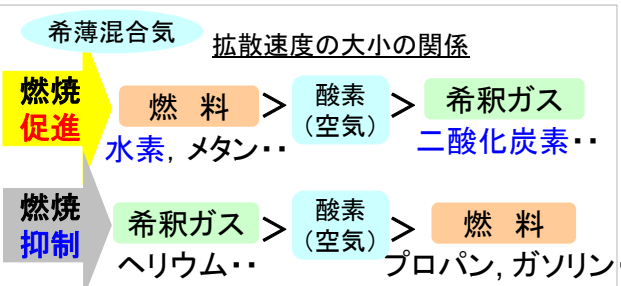 希薄混合気
拡散速度の大小の関係
燃焼
促進
燃 料 > 酸素
(空気) > 希釈ガス
水素, メタン・・
二酸化炭素・・
燃焼
抑制
希釈ガス > 酸素
(空気) > 燃 料
ヘリウム・・
プロパン, ガソリン・